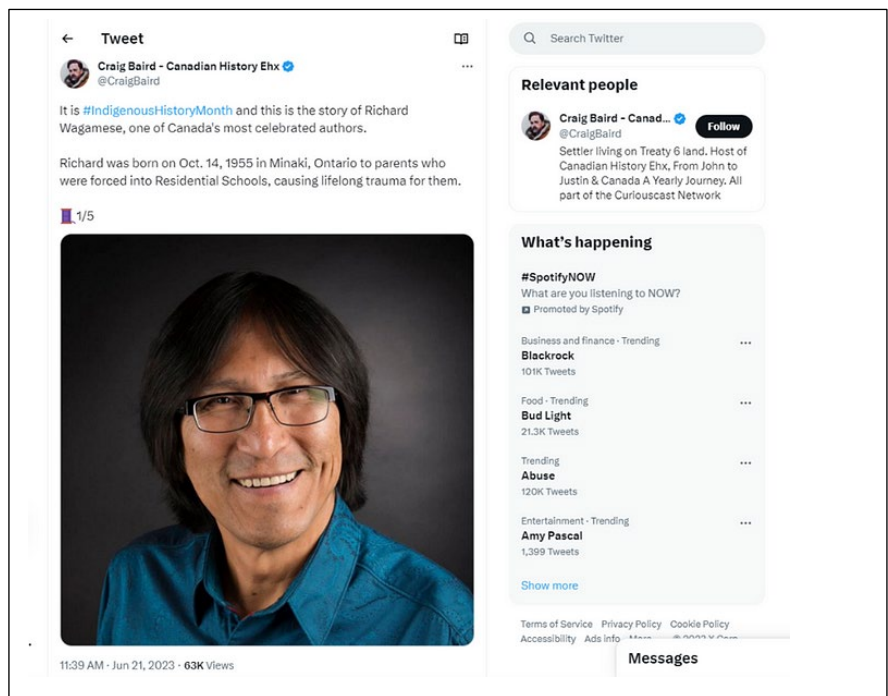 Tweet
Craig Baird - Canadian History Ehx
@CraigBaird
It is #IndigenousHistoryMonth and this is the story of Richard
Wagamese, one of Canada's most celebrated authors.
Richard was born on Oct. 14, 1955 in Minaki, Ontario to parents who
were forced into Residential Schools, causing lifelong trauma for them.
1/5
11:39 AM · Jun 21, 2023 · 63K Views
Search Twitter
Relevant people
Craig Baird - Canad...
@CraigBaird
Follow
Settler living on Treaty 6 land. Host of
Canadian History Ehx, From John to
Justin & Canada A Yearly Journey. All
part of the Curiouscast Network
What's happening
#SpotifyNOW
What are you listening to NOW?
Promoted by Spotify
Business and finance · Trending
Blackrock
101K Tweets
Food · Trending
Bud Light
21.3K Tweets
Trending
Abuse
120K Tweets
Entertainment · Trending
Amy Pascal
1,399 Tweets
Show more
Terms of Service Privacy Policy Cookie Policy
Accessibility Ads info
Messages